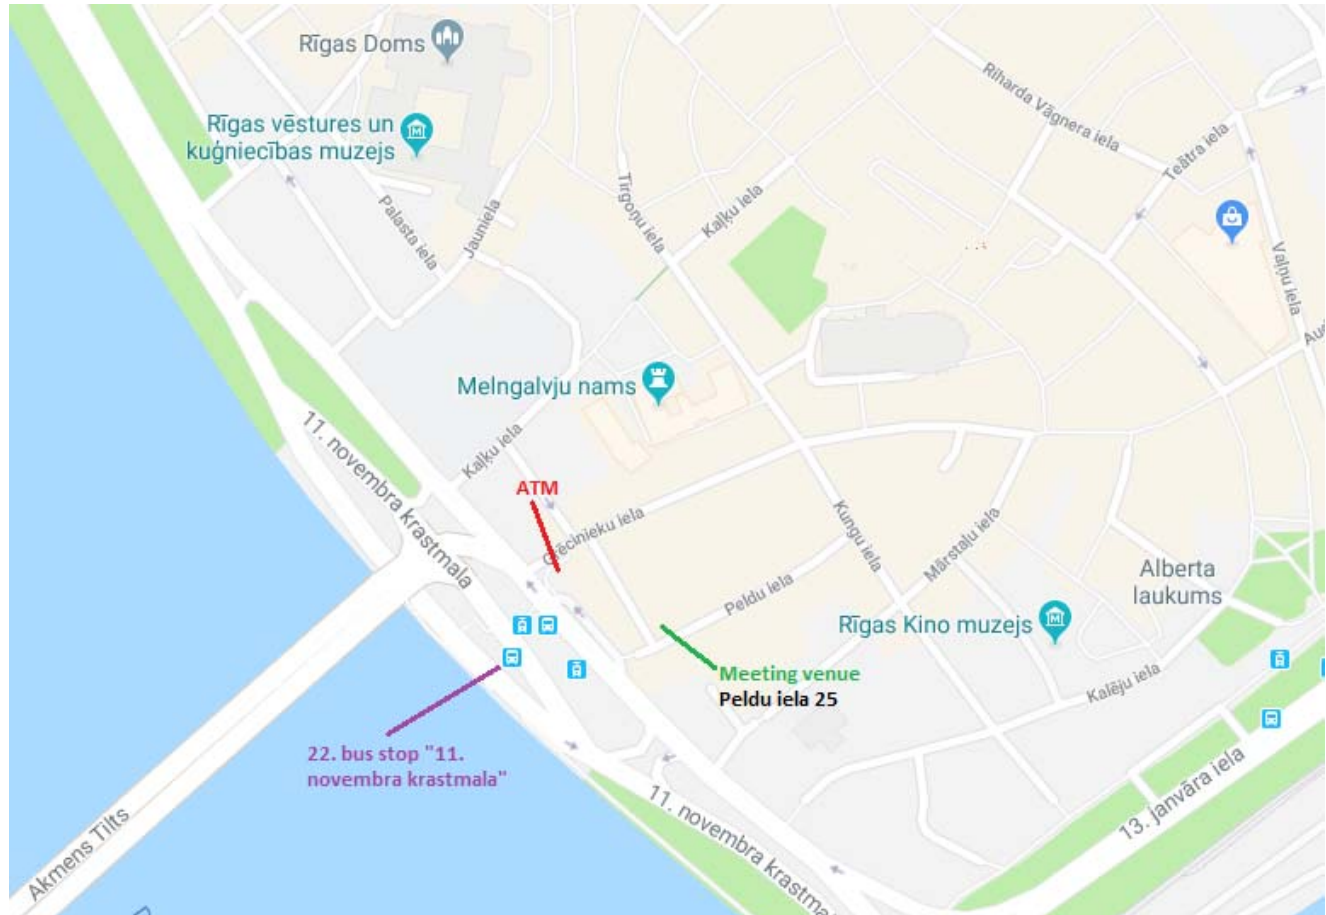 Rīgas Doms
Riharda Vāgnera iela
Rīgas vēstures un
kuģniecības muzejs
Teātra iela
Tirgoņu iela
Palasta iela
Jauniela
Kaļķu iela
Vaļņu iela
Melngalvju nams
11. novembra krastmala
Kaļķu iela
ATM
Grēcinieku iela
Kungu iela
Mārstaļu iela
Peldu iela
Alberta
laukums
Rīgas Kino muzejs
Meeting venue
Peldu iela 25
Kalēju iela
22. bus stop "11.
novembra krastmala"
13. janvāra iela
11. novembra krastmala
Akmens Tilts